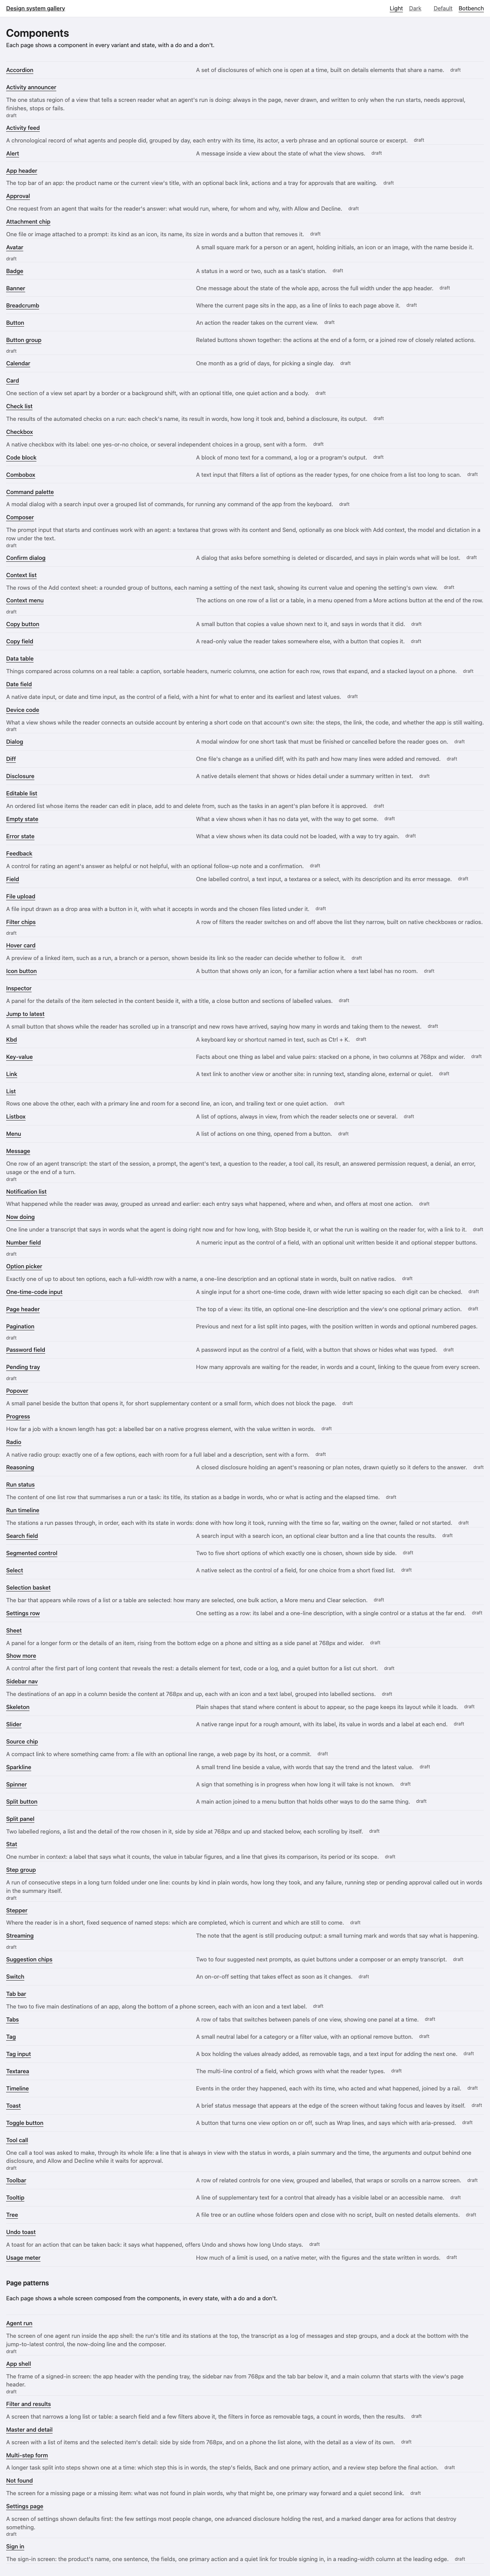 Design system gallery
Light Dark Default Botbench
Components
Each page shows a component in every variant and state, with a do and a don't.
Accordion
A set of disclosures of which one is open at a time, built on details elements that share a name. draft
Activity announcer
The one status region of a view that tells a screen reader what an agent's run is doing: always in the page, never drawn, and written to only when the run starts, needs approval,
finishes, stops or fails.
draft
Activity feed
A chronological record of what agents and people did, grouped by day, each entry with its time, its actor, a verb phrase and an optional source or excerpt. draft
Alert
A message inside a view about the state of what the view shows. draft
App header
The top bar of an app: the product name or the current view's title, with an optional back link, actions and a tray for approvals that are waiting. draft
Approval
One request from an agent that waits for the reader's answer: what would run, where, for whom and why, with Allow and Decline. draft
Attachment chip
One file or image attached to a prompt: its kind as an icon, its name, its size in words and a button that removes it. draft
Avatar
A small square mark for a person or an agent, holding initials, an icon or an image, with the name beside it.
draft
Badge
A status in a word or two, such as a task's station. draft
Banner
One message about the state of the whole app, across the full width under the app header. draft
Breadcrumb
Where the current page sits in the app, as a line of links to each page above it. draft
Button
An action the reader takes on the current view. draft
Button group
Related buttons shown together: the actions at the end of a form, or a joined row of closely related actions.
draft
Calendar
One month as a grid of days, for picking a single day. draft
Card
One section of a view set apart by a border or a background shift, with an optional title, one quiet action and a body. draft
Check list
The results of the automated checks on a run: each check's name, its result in words, how long it took and, behind a disclosure, its output. draft
Checkbox
A native checkbox with its label: one yes-or-no choice, or several independent choices in a group, sent with a form. draft
Code block
A block of mono text for a command, a log or a program's output. draft
Combobox
A text input that filters a list of options as the reader types, for one choice from a list too long to scan. draft
Command palette
A modal dialog with a search input over a grouped list of commands, for running any command of the app from the keyboard. draft
Composer
The prompt input that starts and continues work with an agent: a textarea that grows with its content and Send, optionally as one block with Add context, the model and dictation in a
row under the text.
draft
Confirm dialog
A dialog that asks before something is deleted or discarded, and says in plain words what will be lost. draft
Context list
The rows of the Add context sheet: a rounded group of buttons, each naming a setting of the next task, showing its current value and opening the setting's own view. draft
Context menu
The actions on one row of a list or a table, in a menu opened from a More actions button at the end of the row.
draft
Copy button
A small button that copies a value shown next to it, and says in words that it did. draft
Copy field
A read-only value the reader takes somewhere else, with a button that copies it. draft
Data table
Things compared across columns on a real table: a caption, sortable headers, numeric columns, one action for each row, rows that expand, and a stacked layout on a phone. draft
Date field
A native date input, or date and time input, as the control of a field, with a hint for what to enter and its earliest and latest values. draft
Device code
What a view shows while the reader connects an outside account by entering a short code on that account's own site: the steps, the link, the code, and whether the app is still waiting.
draft
Dialog
A modal window for one short task that must be finished or cancelled before the reader goes on. draft
Diff
One file's change as a unified diff, with its path and how many lines were added and removed. draft
Disclosure
A native details element that shows or hides detail under a summary written in text. draft
Editable list
An ordered list whose items the reader can edit in place, add to and delete from, such as the tasks in an agent's plan before it is approved. draft
Empty state
What a view shows when it has no data yet, with the way to get some. draft
Error state
What a view shows when its data could not be loaded, with a way to try again. draft
Feedback
A control for rating an agent's answer as helpful or not helpful, with an optional follow-up note and a confirmation. draft
Field
One labelled control, a text input, a textarea or a select, with its description and its error message. draft
File upload
A file input drawn as a drop area with a button in it, with what it accepts in words and the chosen files listed under it. draft
Filter chips
A row of filters the reader switches on and off above the list they narrow, built on native checkboxes or radios.
draft
Hover card
A preview of a linked item, such as a run, a branch or a person, shown beside its link so the reader can decide whether to follow it. draft
Icon button
A button that shows only an icon, for a familiar action where a text label has no room. draft
Inspector
A panel for the details of the item selected in the content beside it, with a title, a close button and sections of labelled values. draft
Jump to latest
A small button that shows while the reader has scrolled up in a transcript and new rows have arrived, saying how many in words and taking them to the newest. draft
Kbd
A keyboard key or shortcut named in text, such as Ctrl + K. draft
Key-value
Facts about one thing as label and value pairs: stacked on a phone, in two columns at 768px and wider. draft
Link
A text link to another view or another site: in running text, standing alone, external or quiet. draft
List
Rows one above the other, each with a primary line and room for a second line, an icon, and trailing text or one quiet action. draft
Listbox
A list of options, always in view, from which the reader selects one or several. draft
Menu
A list of actions on one thing, opened from a button. draft
Message
One row of an agent transcript: the start of the session, a prompt, the agent's text, a question to the reader, a tool call, its result, an answered permission request, a denial, an error,
usage or the end of a turn.
draft
Notification list
What happened while the reader was away, grouped as unread and earlier: each entry says what happened, where and when, and offers at most one action. draft
Now doing
One line under a transcript that says in words what the agent is doing right now and for how long, with Stop beside it, or what the run is waiting on the reader for, with a link to it. draft
Number field
A numeric input as the control of a field, with an optional unit written beside it and optional stepper buttons.
draft
Option picker
Exactly one of up to about ten options, each a full-width row with a name, a one-line description and an optional state in words, built on native radios. draft
One-time-code input
A single input for a short one-time code, drawn with wide letter spacing so each digit can be checked. draft
Page header
The top of a view: its title, an optional one-line description and the view's one optional primary action. draft
Pagination
Previous and next for a list split into pages, with the position written in words and optional numbered pages.
draft
Password field
A password input as the control of a field, with a button that shows or hides what was typed. draft
Pending tray
How many approvals are waiting for the reader, in words and a count, linking to the queue from every screen.
draft
Popover
A small panel beside the button that opens it, for short supplementary content or a small form, which does not block the page. draft
Progress
How far a job with a known length has got: a labelled bar on a native progress element, with the value written in words. draft
Radio
A native radio group: exactly one of a few options, each with room for a full label and a description, sent with a form. draft
Reasoning
A closed disclosure holding an agent's reasoning or plan notes, drawn quietly so it defers to the answer. draft
Run status
The content of one list row that summarises a run or a task: its title, its station as a badge in words, who or what is acting and the elapsed time. draft
Run timeline
The stations a run passes through, in order, each with its state in words: done with how long it took, running with the time so far, waiting on the owner, failed or not started. draft
Search field
A search input with a search icon, an optional clear button and a line that counts the results. draft
Segmented control
Two to five short options of which exactly one is chosen, shown side by side. draft
Select
A native select as the control of a field, for one choice from a short fixed list. draft
Selection basket
The bar that appears while rows of a list or a table are selected: how many are selected, one bulk action, a More menu and Clear selection. draft
Settings row
One setting as a row: its label and a one-line description, with a single control or a status at the far end. draft
Sheet
A panel for a longer form or the details of an item, rising from the bottom edge on a phone and sitting as a side panel at 768px and wider. draft
Show more
A control after the first part of long content that reveals the rest: a details element for text, code or a log, and a quiet button for a list cut short. draft
Sidebar nav
The destinations of an app in a column beside the content at 768px and up, each with an icon and a text label, grouped into labelled sections. draft
Skeleton
Plain shapes that stand where content is about to appear, so the page keeps its layout while it loads. draft
Slider
A native range input for a rough amount, with its label, its value in words and a label at each end. draft
Source chip
A compact link to where something came from: a file with an optional line range, a web page by its host, or a commit. draft
Sparkline
A small trend line beside a value, with words that say the trend and the latest value. draft
Spinner
A sign that something is in progress when how long it will take is not known. draft
Split button
A main action joined to a menu button that holds other ways to do the same thing. draft
Split panel
Two labelled regions, a list and the detail of the row chosen in it, side by side at 768px and up and stacked below, each scrolling by itself. draft
Stat
One number in context: a label that says what it counts, the value in tabular figures, and a line that gives its comparison, its period or its scope. draft
Step group
A run of consecutive steps in a long turn folded under one line: counts by kind in plain words, how long they took, and any failure, running step or pending approval called out in words
in the summary itself.
draft
Stepper
Where the reader is in a short, fixed sequence of named steps: which are completed, which is current and which are still to come. draft
Streaming
The note that the agent is still producing output: a small turning mark and words that say what is happening.
draft
Suggestion chips
Two to four suggested next prompts, as quiet buttons under a composer or an empty transcript. draft
Switch
An on-or-off setting that takes effect as soon as it changes. draft
Tab bar
The two to five main destinations of an app, along the bottom of a phone screen, each with an icon and a text label. draft
Tabs
A row of tabs that switches between panels of one view, showing one panel at a time. draft
Tag
A small neutral label for a category or a filter value, with an optional remove button. draft
Tag input
A box holding the values already added, as removable tags, and a text input for adding the next one. draft
Textarea
The multi-line control of a field, which grows with what the reader types. draft
Timeline
Events in the order they happened, each with its time, who acted and what happened, joined by a rail. draft
Toast
A brief status message that appears at the edge of the screen without taking focus and leaves by itself. draft
Toggle button
A button that turns one view option on or off, such as Wrap lines, and says which with aria-pressed. draft
Tool call
One call a tool was asked to make, through its whole life: a line that is always in view with the status in words, a plain summary and the time, the arguments and output behind one
disclosure, and Allow and Decline while it waits for approval.
draft
Toolbar
A row of related controls for one view, grouped and labelled, that wraps or scrolls on a narrow screen. draft
Tooltip
A line of supplementary text for a control that already has a visible label or an accessible name. draft
Tree
A file tree or an outline whose folders open and close with no script, built on nested details elements. draft
Undo toast
A toast for an action that can be taken back: it says what happened, offers Undo and shows how long Undo stays. draft
Usage meter
How much of a limit is used, on a native meter, with the figures and the state written in words. draft
Page patterns
Each page shows a whole screen composed from the components, in every state, with a do and a don't.
Agent run
The screen of one agent run inside the app shell: the run's title and its stations at the top, the transcript as a log of messages and step groups, and a dock at the bottom with the
jump-to-latest control, the now-doing line and the composer.
draft
App shell
The frame of a signed-in screen: the app header with the pending tray, the sidebar nav from 768px and the tab bar below it, and a main column that starts with the view's page
header.
draft
Filter and results
A screen that narrows a long list or table: a search field and a few filters above it, the filters in force as removable tags, a count in words, then the results. draft
Master and detail
A screen with a list of items and the selected item's detail: side by side from 768px, and on a phone the list alone, with the detail as a view of its own. draft
Multi-step form
A longer task split into steps shown one at a time: which step this is in words, the step's fields, Back and one primary action, and a review step before the final action. draft
Not found
The screen for a missing page or a missing item: what was not found in plain words, why that might be, one primary way forward and a quiet second link. draft
Settings page
A screen of settings shown defaults first: the few settings most people change, one advanced disclosure holding the rest, and a marked danger area for actions that destroy
something.
draft
Sign in
The sign-in screen: the product's name, one sentence, the fields, one primary action and a quiet link for trouble signing in, in a reading-width column at the leading edge. draft